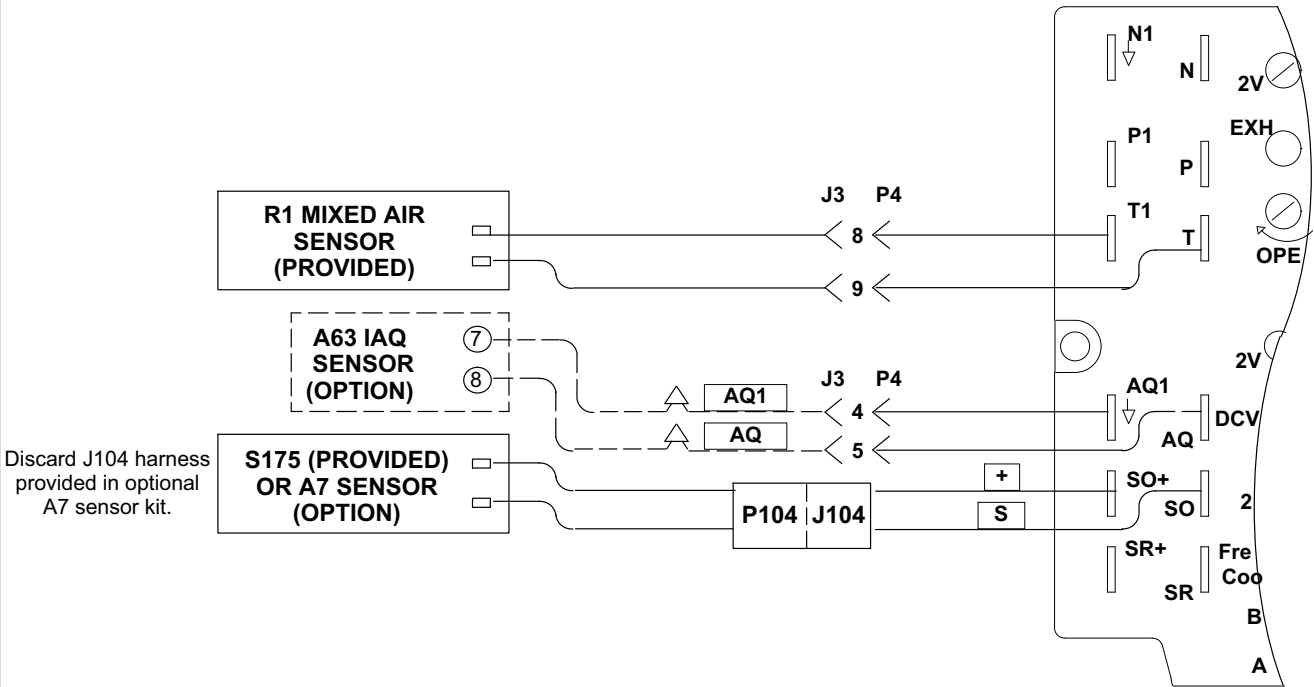 N1
N
2V
EXH
P1
P
J3 P4
T1
R1 MIXED AIR
SENSOR
(PROVIDED)
8
T
OPE
9
A63 IAQ
SENSOR
(OPTION)
7
8
2V
J3 P4
AQ1
AQ1
4
DCV
AQ
AQ
5
Discard J104 harness
provided in optional
A7 sensor kit.
S175 (PROVIDED)
OR A7 SENSOR
(OPTION)
+
SO+
P104 J104
S
SO
2
SR+
Fre
Coo
SR
B
A